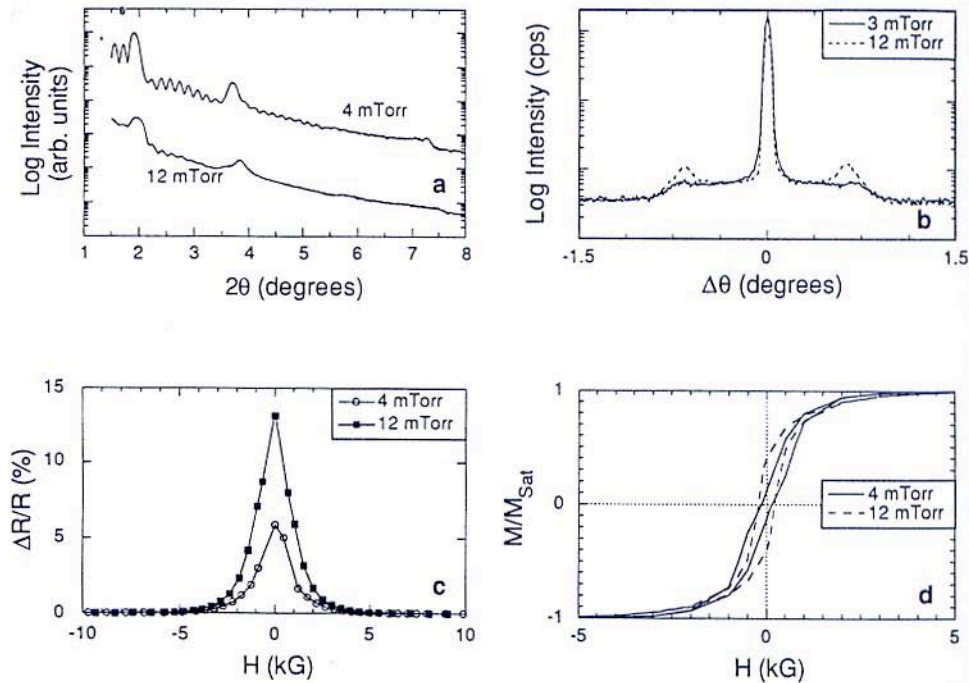 Log Intensity
(arb. units)
4 mTorr
12 mTorr
a
1 2 3 4 5 6 7 8
2θ (degrees)
Log Intensity (cps)
3 mTorr
12 mTorr
b
-1.5 0 1.5
Δθ (degrees)
ΔR/R (%)
15
10
5
0
4 mTorr
12 mTorr
c
-10 -5 0 5 10
H (kG)
M/M_Sat
1
0
-1
4 mTorr
12 mTorr
d
-5 0 5
H (kG)